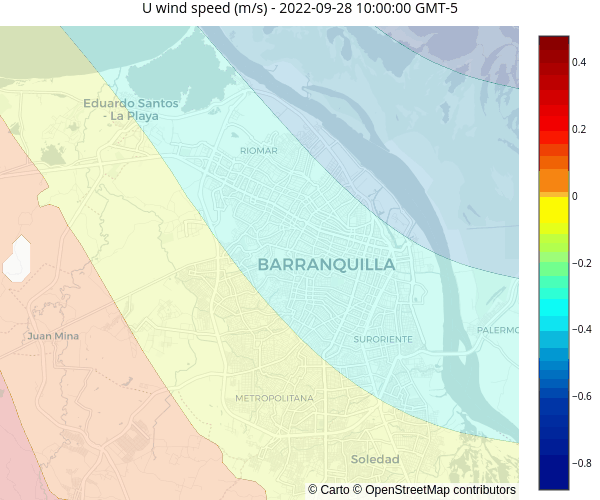 U wind speed (m/s) - 2022-09-28 10:00:00 GMT-5
0.4
Eduardo Santos
- La Playa
0.2
RIOMAR
0
BARRANQUILLA
−0.2
Juan Mina
SURORIENTE
PALERMO
−0.4
METROPOLITANA
−0.6
Soledad
−0.8
© Carto © OpenStreetMap contributors